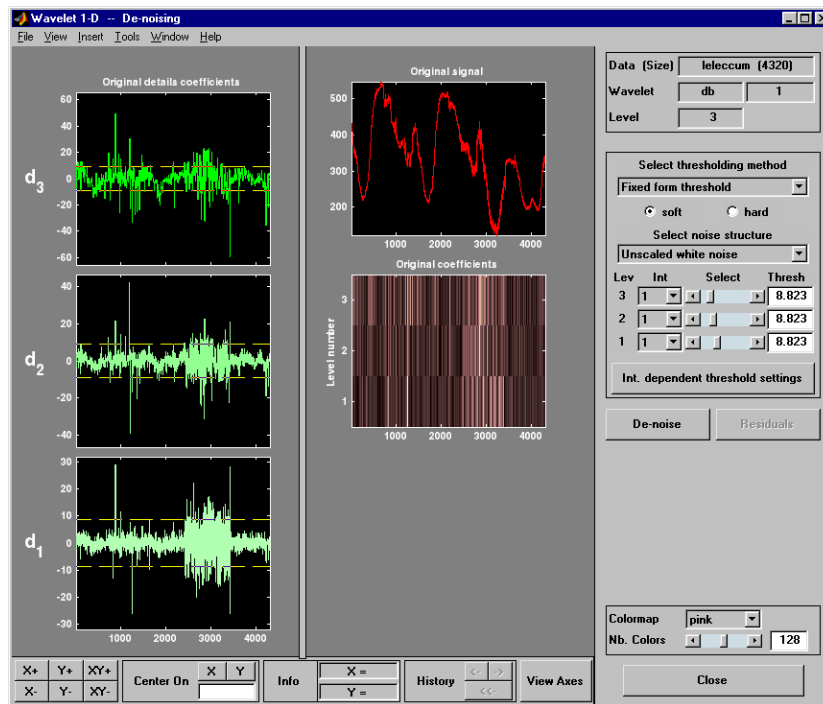 Wavelet 1-D -- De-noising
File View Insert Tools Window Help
Original details coefficients
d3
60
40
20
0
-20
-40
-60
d2
40
20
0
-20
-40
d1
30
20
10
0
-10
-20
-30
1000 2000 3000 4000
Original signal
500
400
300
200
1000 2000 3000 4000
Original coefficients
Level number
3
2
1
1000 2000 3000 4000
Data (Size) leleccum (4320)
Wavelet db 1
Level 3
Select thresholding method
Fixed form threshold
soft hard
Select noise structure
Unscaled white noise
Lev Int Select Thresh
3 1 8.823
2 1 8.823
1 1 8.823
Int. dependent threshold settings
De-noise Residuals
Colormap pink
Nb. Colors 128
Close
X+ Y+ XY+
X- Y- XY-
Center On X Y
Info X =
Y =
History <- ->
<<-
View Axes